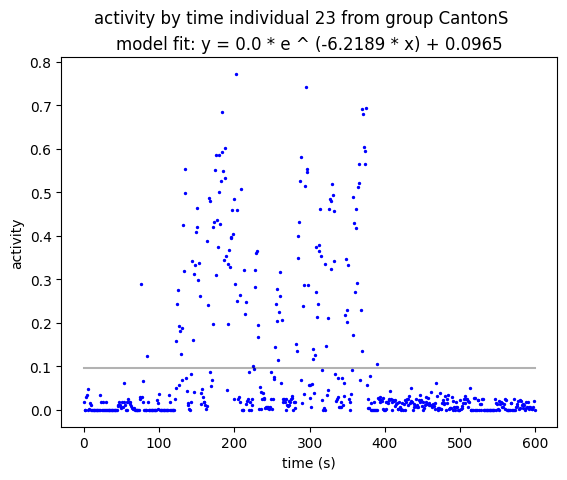 activity by time individual 23 from group CantonS
model fit: y = 0.0 * e ^ (-6.2189 * x) + 0.0965
0.8
0.7
0.6
0.5
0.4
0.3
0.2
0.1
0.0
activity
0 100 200 300 400 500 600
time (s)